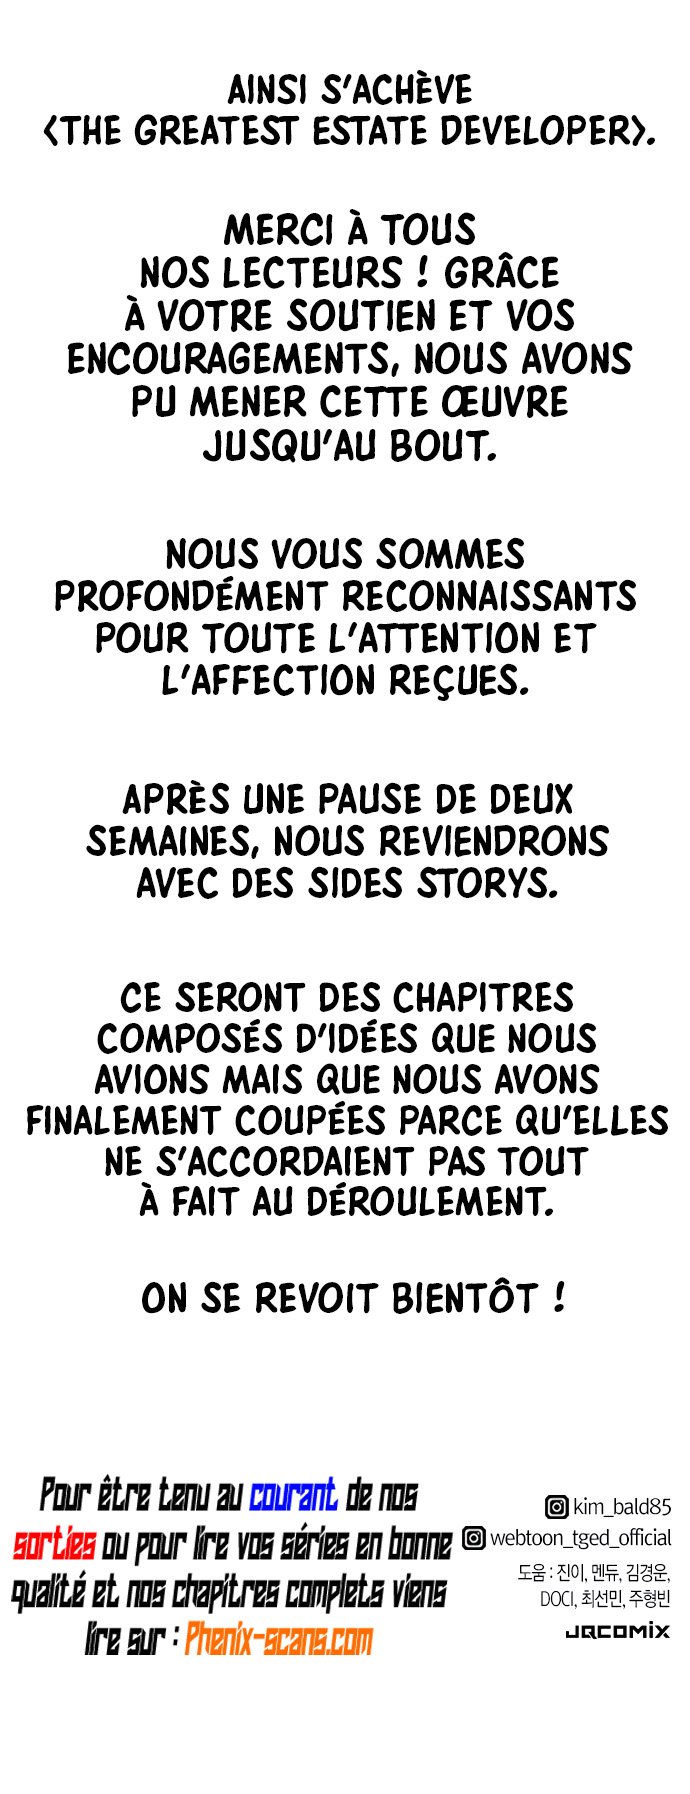 AINSI S'ACHÈVE
<THE GREATEST ESTATE DEVELOPER>.
MERCI À TOUS
NOS LECTEURS ! GRÂCE
À VOTRE SOUTIEN ET VOS
ENCOURAGEMENTS, NOUS AVONS
PU MENER CETTE ŒUVRE
JUSQU'AU BOUT.
NOUS VOUS SOMMES
PROFONDÉMENT RECONNAISSANTS
POUR TOUTE L'ATTENTION ET
L'AFFECTION REÇUES.
APRÈS UNE PAUSE DE DEUX
SEMAINES, NOUS REVIENDRONS
AVEC DES SIDES STORYS.
CE SERONT DES CHAPITRES
COMPOSÉS D'IDÉES QUE NOUS
AVIONS MAIS QUE NOUS AVONS
FINALEMENT COUPÉES PARCE QU'ELLES
NE S'ACCORDAIENT PAS TOUT
À FAIT AU DÉROULEMENT.
ON SE REVOIT BIENTÔT !
Pour être tenu au courant de nos
sorties ou pour lire vos séries en bonne
qualité et nos chapitres complets viens
lire sur : Phenix-scans.com
kim_bald85
webtoon_tged_official
도움 : 진이, 멘듀, 김경운,
DOCI, 최선민, 주형빈
JQCOMIX